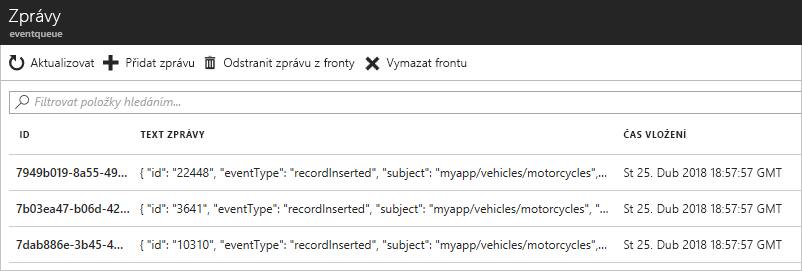 Zprávy
eventqueue
Aktualizovat Přidat zprávu Odstranit zprávu z fronty Vymazat frontu
Filtrovat položky hledáním...
ID TEXT ZPRÁVY ČAS VLOŽENÍ
7949b019-8a55-49... { "id": "22448", "eventType": "recordInserted", "subject": "myapp/vehicles/motorcycles",... St 25. Dub 2018 18:57:57 GMT
7b03ea47-b06d-42... { "id": "3641", "eventType": "recordInserted", "subject": "myapp/vehicles/motorcycles", "... St 25. Dub 2018 18:57:57 GMT
7dab886e-3b45-4... { "id": "10310", "eventType": "recordInserted", "subject": "myapp/vehicles/motorcycles",... St 25. Dub 2018 18:57:57 GMT